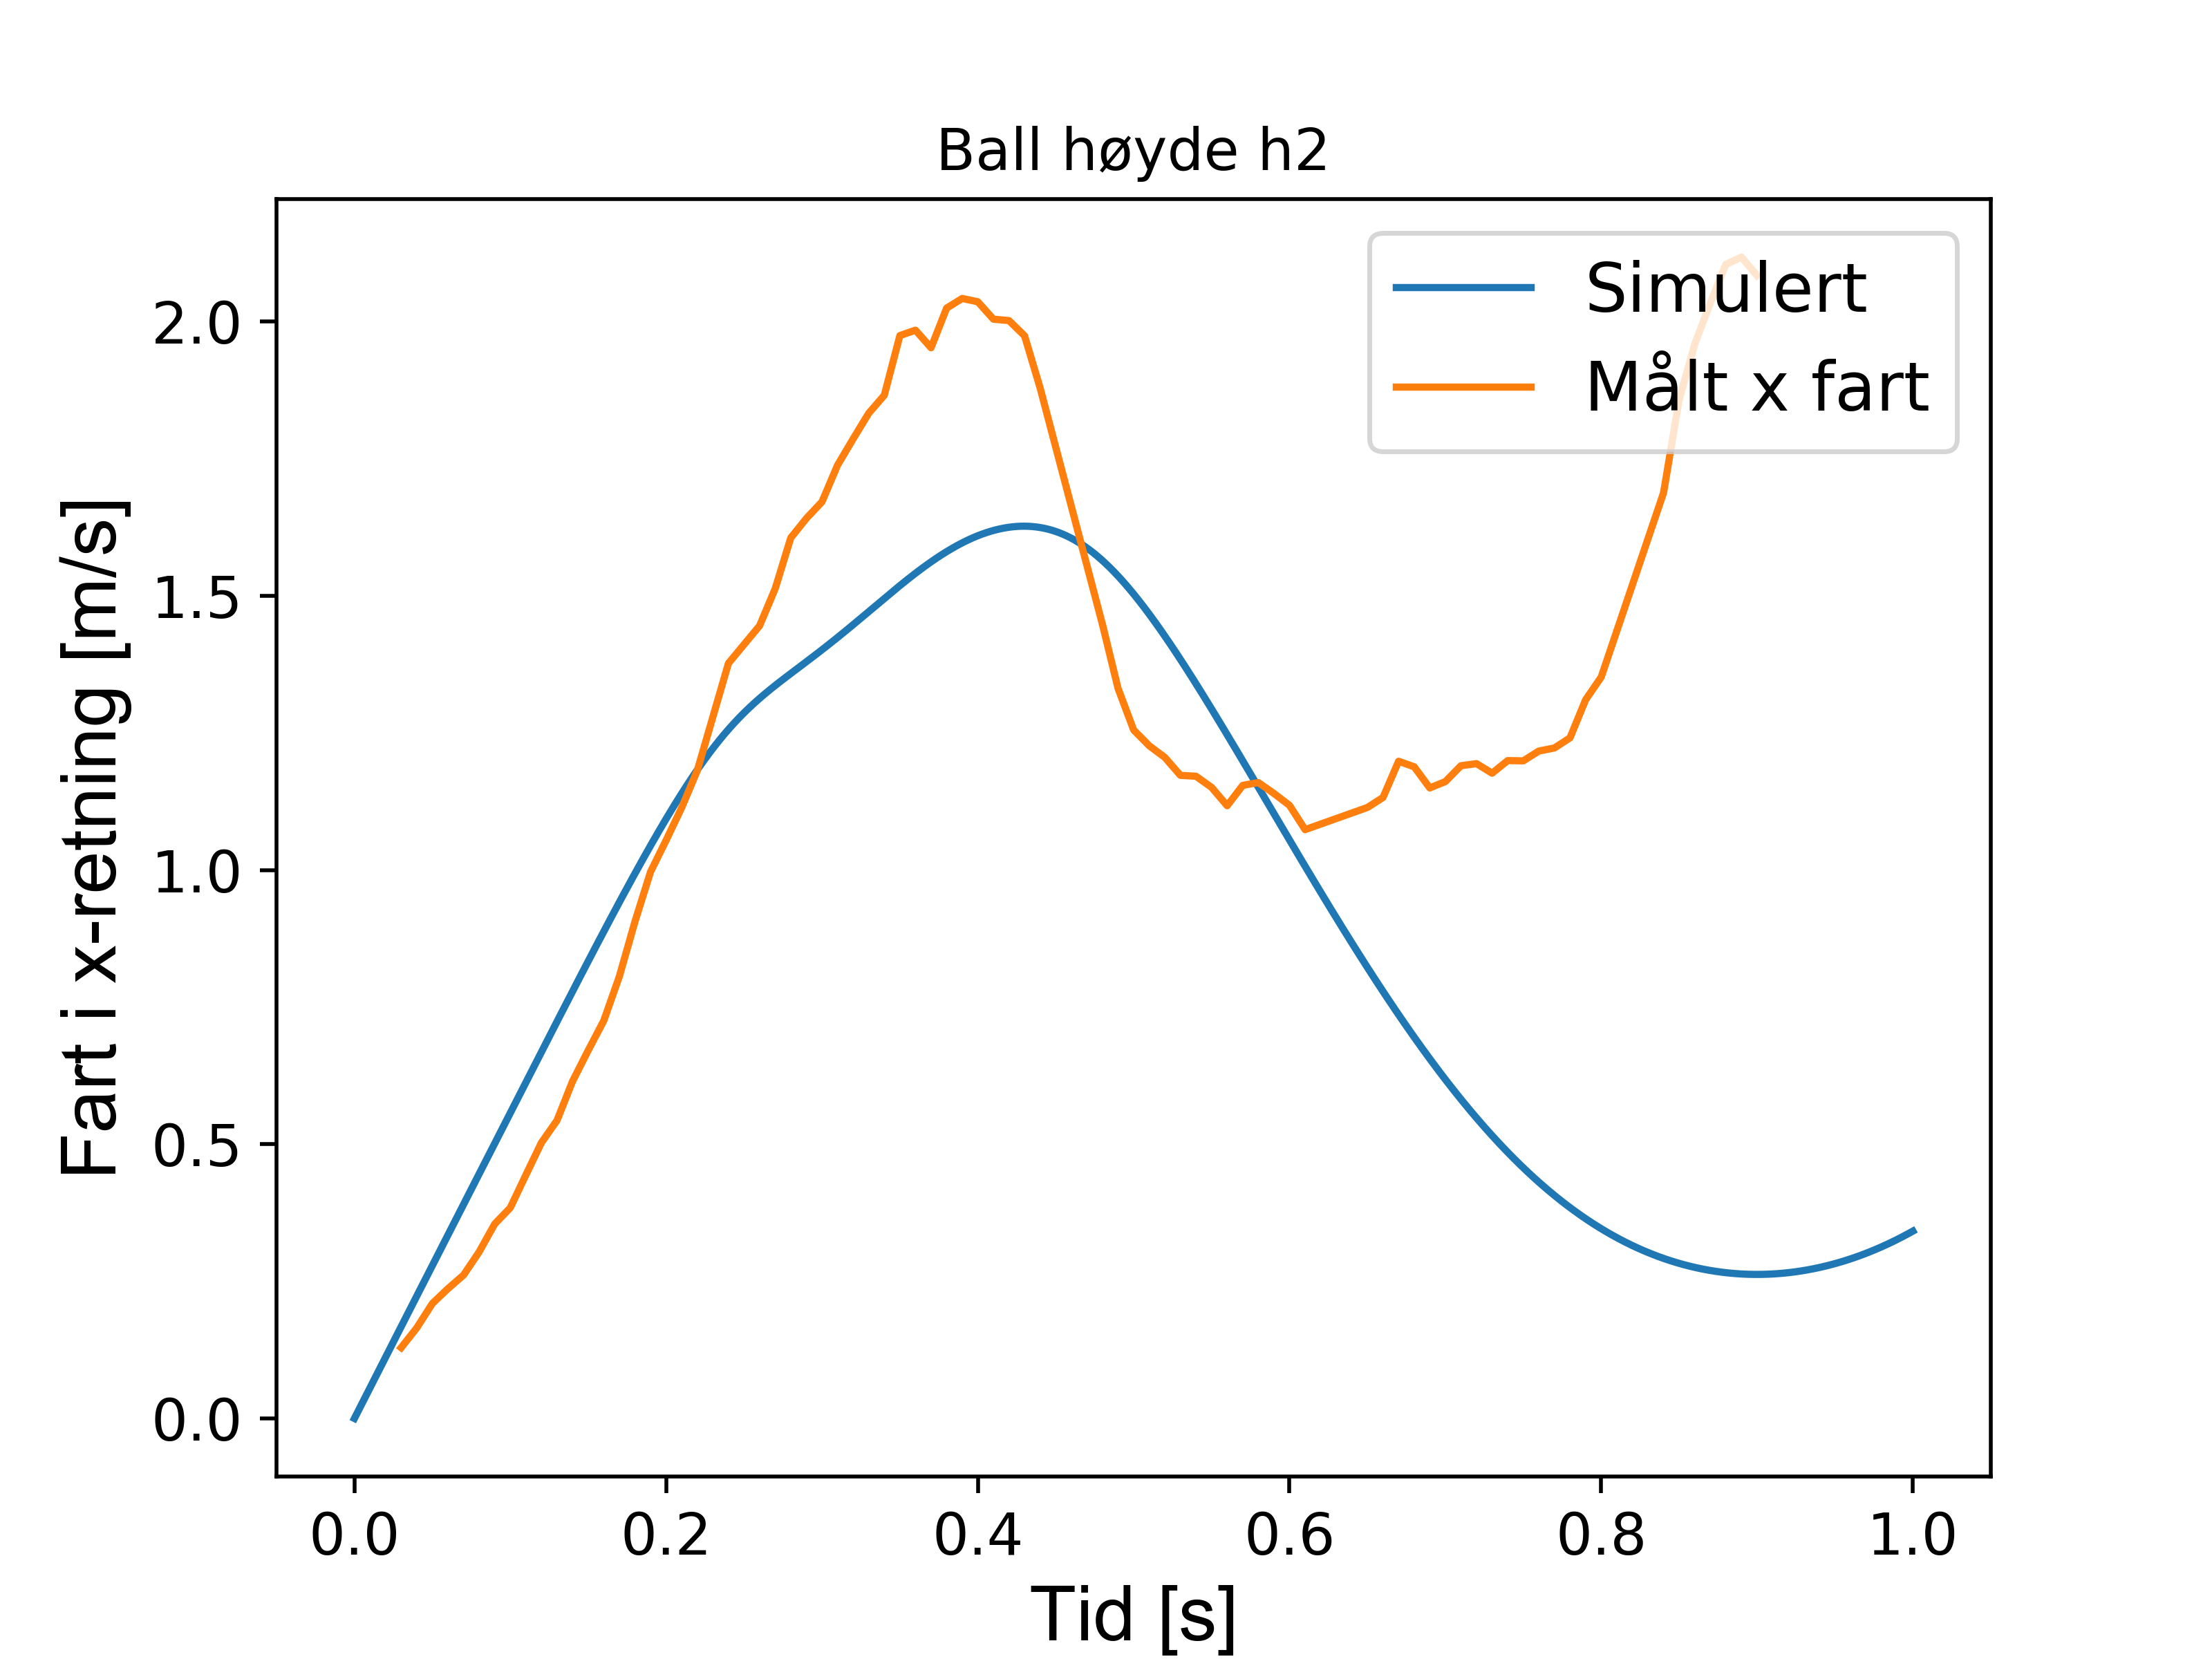 Ball høyde h2
Simulert
Målt x fart
Fart i x-retning [m/s]
2.0
1.5
1.0
0.5
0.0
0.0 0.2 0.4 0.6 0.8 1.0
Tid [s]